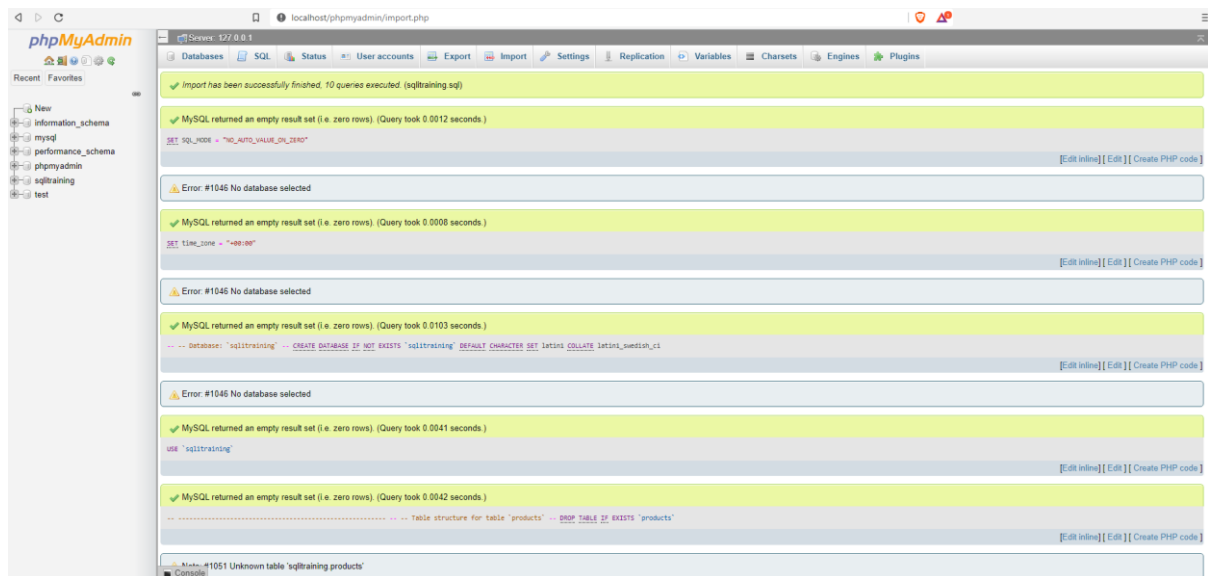 localhost/phpmyadmin/import.php
phpMyAdmin
Recent Favorites
New
information_schema
mysql
performance_schema
phpmyadmin
sqlitraining
test
Server: 127.0.0.1
Databases SQL Status User accounts Export Import Settings Replication Variables Charsets Engines Plugins
Import has been successfully finished, 10 queries executed. (sqlitraining.sql)
MySQL returned an empty result set (i.e. zero rows). (Query took 0.0012 seconds.)
SET SQL_MODE = "NO_AUTO_VALUE_ON_ZERO"
[Edit inline] [ Edit ] [ Create PHP code ]
Error: #1046 No database selected
MySQL returned an empty result set (i.e. zero rows). (Query took 0.0008 seconds.)
SET time_zone = "+00:00"
[Edit inline] [ Edit ] [ Create PHP code ]
Error: #1046 No database selected
MySQL returned an empty result set (i.e. zero rows). (Query took 0.0103 seconds.)
-- -- Database: `sqlitraining` -- CREATE DATABASE IF NOT EXISTS `sqlitraining` DEFAULT CHARACTER SET latin1 COLLATE latin1_swedish_ci
[Edit inline] [ Edit ] [ Create PHP code ]
Error: #1046 No database selected
MySQL returned an empty result set (i.e. zero rows). (Query took 0.0041 seconds.)
USE `sqlitraining`
[Edit inline] [ Edit ] [ Create PHP code ]
MySQL returned an empty result set (i.e. zero rows). (Query took 0.0042 seconds.)
-- -------------------------------------------------------- -- -- Table structure for table `products` -- DROP TABLE IF EXISTS `products`
[Edit inline] [ Edit ] [ Create PHP code ]
Note: #1051 Unknown table 'sqlitraining.products'
Console